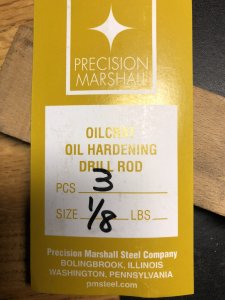 PRECISION
MARSHALL
OILCRAT
OIL HARDENING
DRILL ROD
PCS 3
SIZE 1/8 LBS
Precision Marshall Steel Company
BOLINGBROOK, ILLINOIS
WASHINGTON, PENNSYLVANIA
pmsteel.com